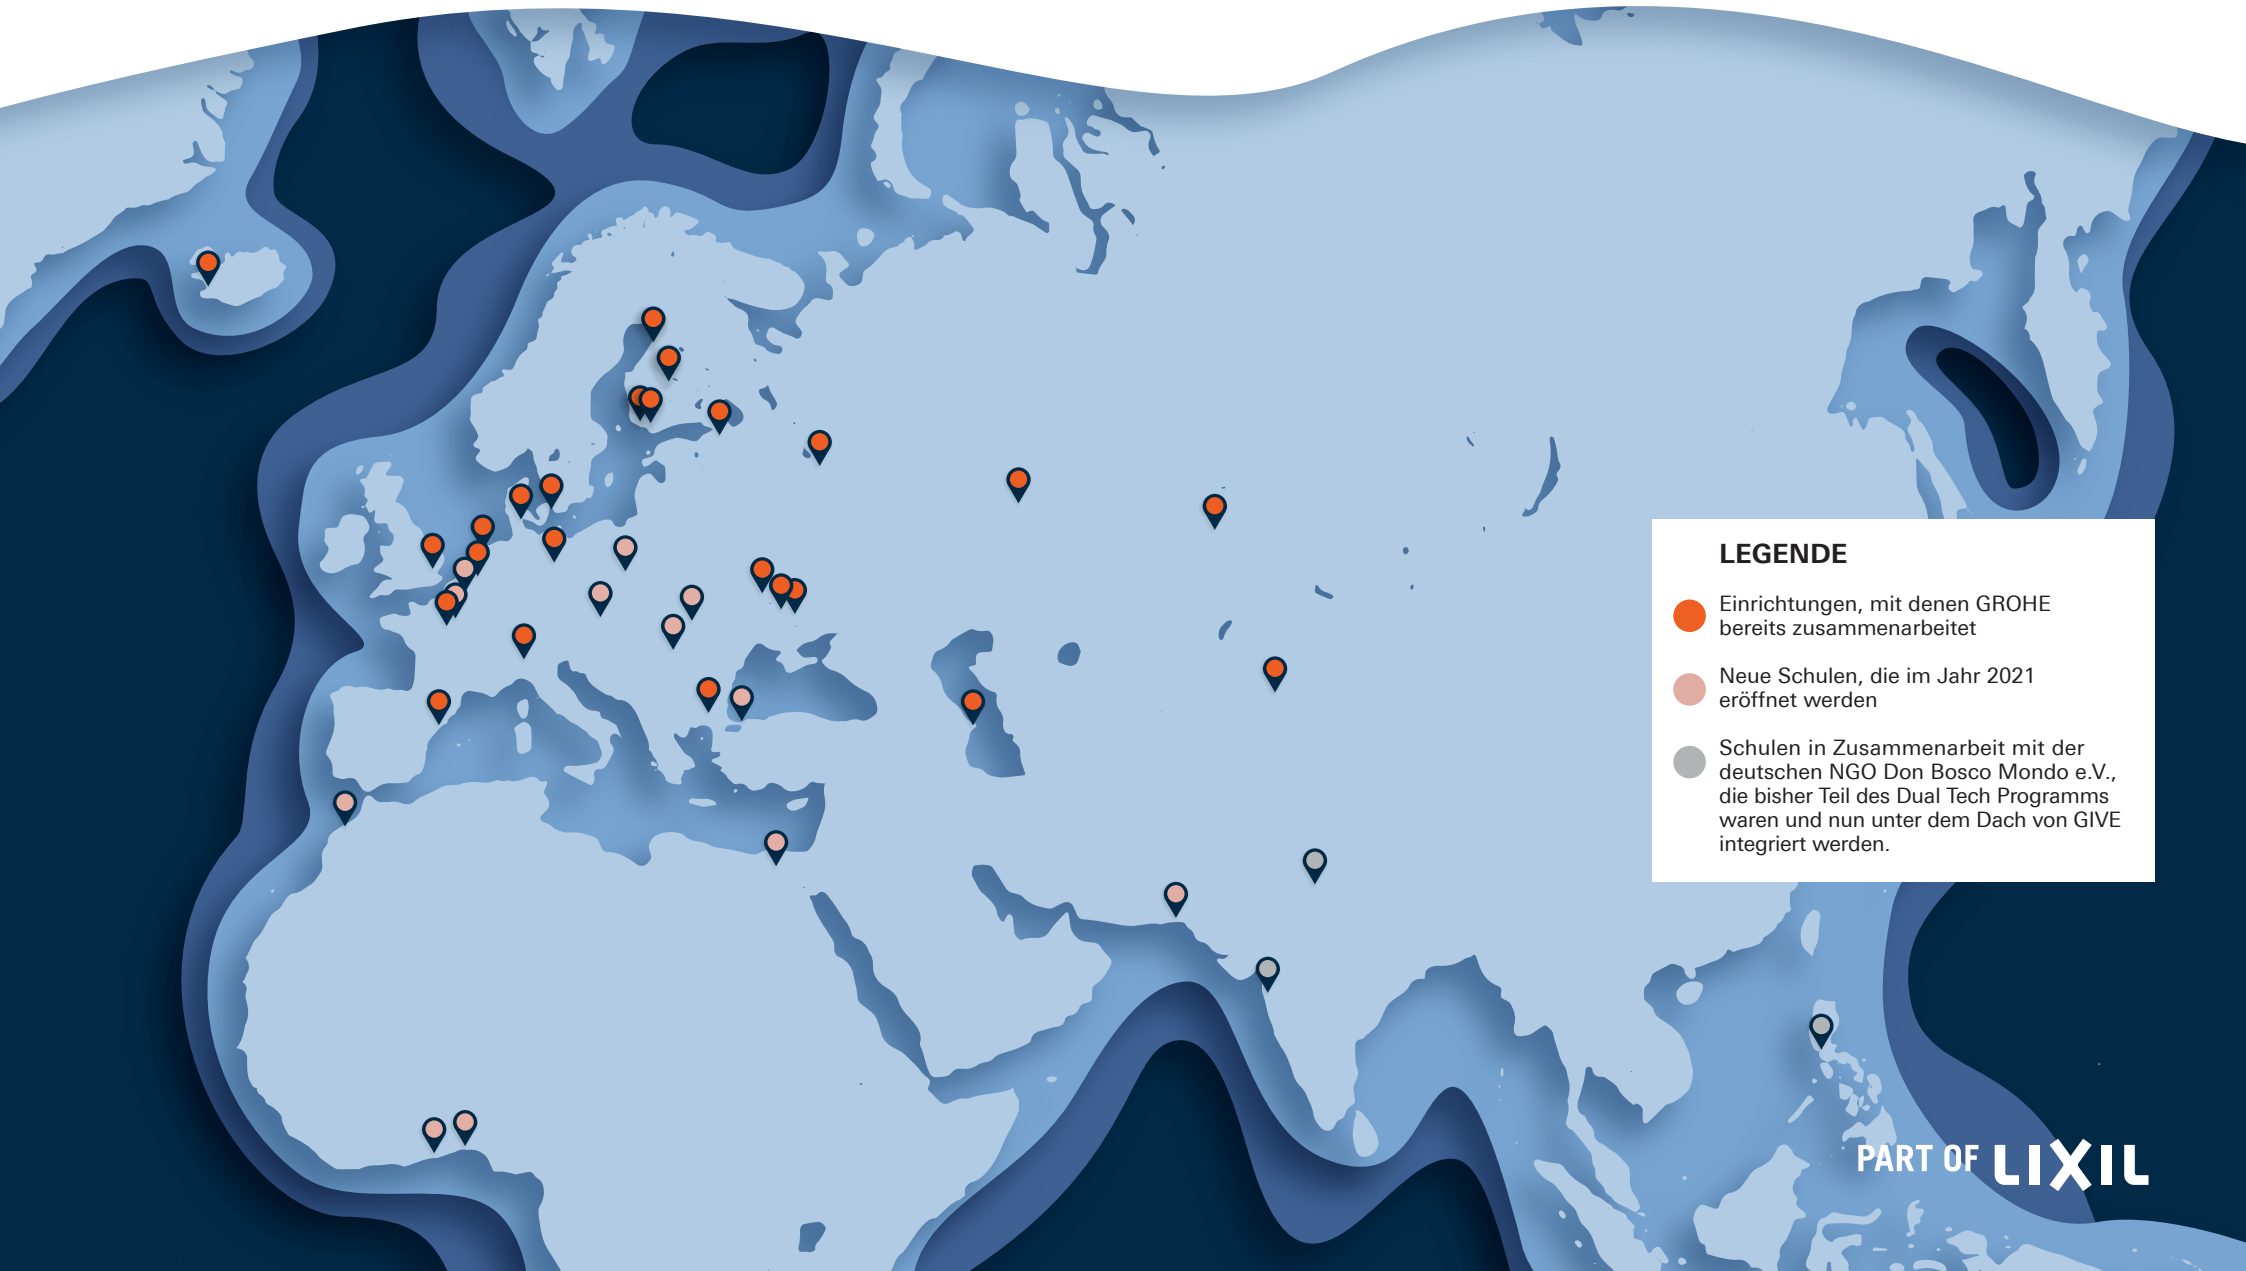 LEGENDE
Einrichtungen, mit denen GROHE
bereits zusammenarbeitet
Neue Schulen, die im Jahr 2021
eröffnet werden
Schulen in Zusammenarbeit mit der
deutschen NGO Don Bosco Mondo e.V.,
die bisher Teil des Dual Tech Programms
waren und nun unter dem Dach von GIVE
integriert werden.
PART OF LIXIL